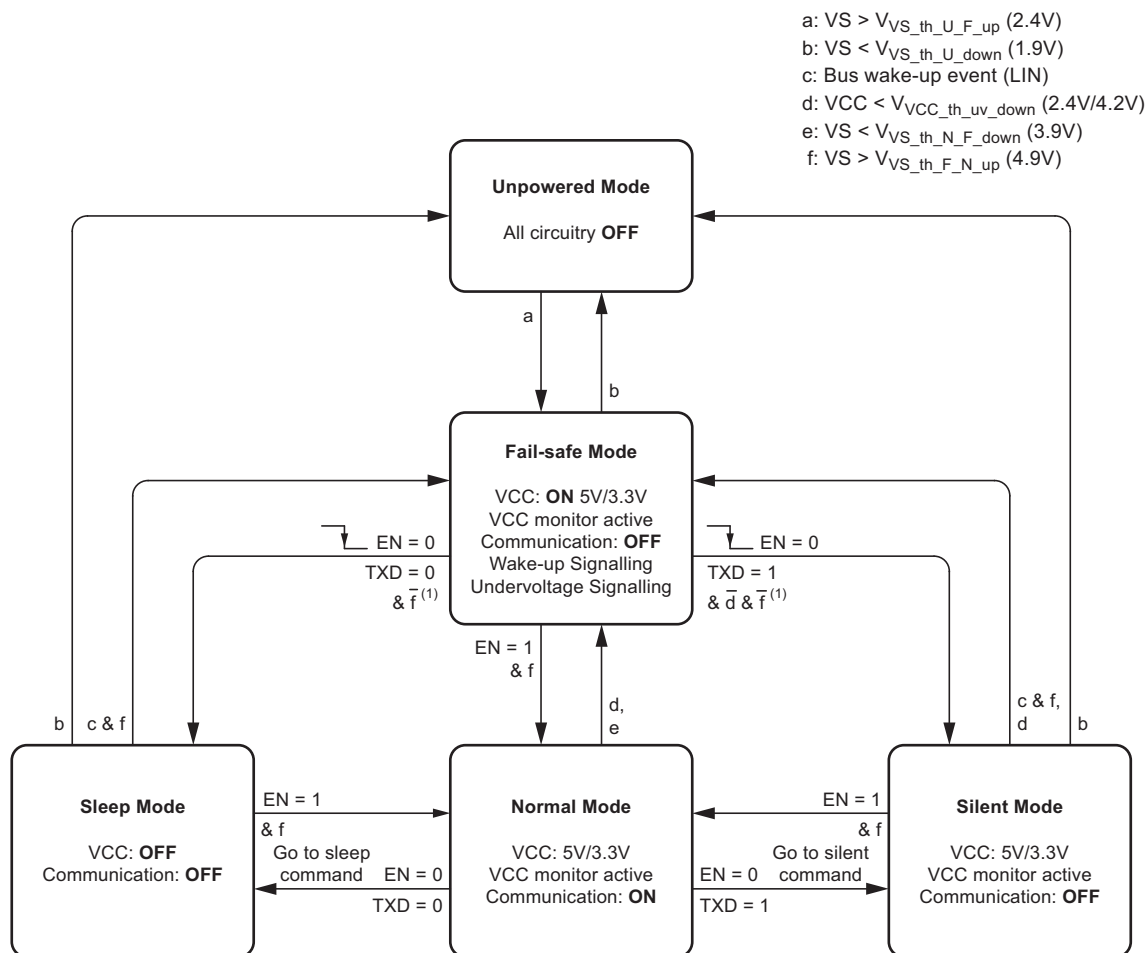 a: VS > V_VS_th_U_F_up (2.4V)
b: VS < V_VS_th_U_down (1.9V)
c: Bus wake-up event (LIN)
d: VCC < V_VCC_th_uv_down (2.4V/4.2V)
e: VS < V_VS_th_N_F_down (3.9V)
f: VS > V_VS_th_F_N_up (4.9V)
Unpowered Mode
All circuitry OFF
a
b
Fail-safe Mode
VCC: ON 5V/3.3V
VCC monitor active
Communication: OFF
Wake-up Signalling
Undervoltage Signalling
EN = 0
TXD = 0
& f̅ (1)
EN = 0
TXD = 1
& d̅ & f̅ (1)
EN = 1
& f
d,
e
b
c & f
c & f,
d
b
Sleep Mode
VCC: OFF
Communication: OFF
EN = 1
& f
Go to sleep
command
EN = 0
TXD = 0
Normal Mode
VCC: 5V/3.3V
VCC monitor active
Communication: ON
EN = 1
& f
Go to silent
command
EN = 0
TXD = 1
Silent Mode
VCC: 5V/3.3V
VCC monitor active
Communication: OFF